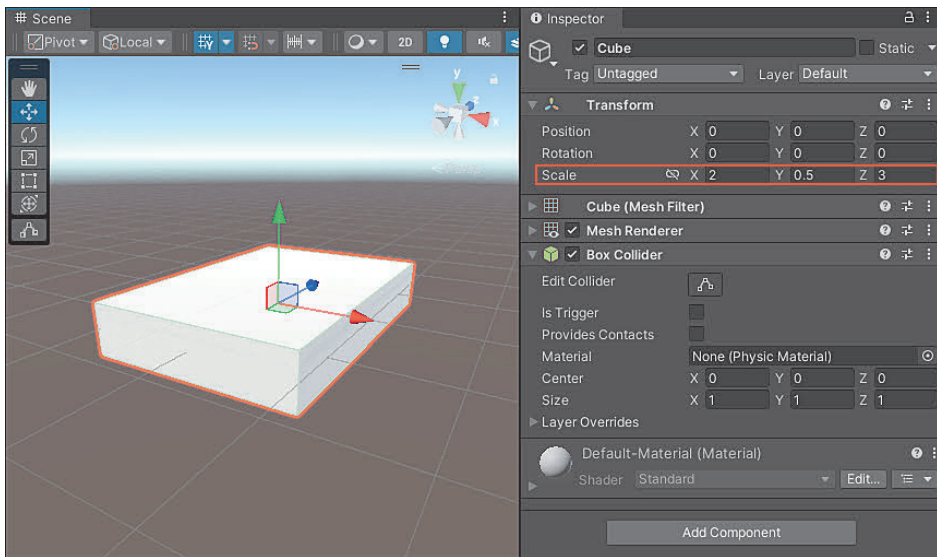 Scene
Pivot
Local
2D
y
z
x
Persp
Inspector
Cube
Static
Tag Untagged Layer Default
Transform
Position X 0 Y 0 Z 0
Rotation X 0 Y 0 Z 0
Scale X 2 Y 0.5 Z 3
Cube (Mesh Filter)
Mesh Renderer
Box Collider
Edit Collider
Is Trigger
Provides Contacts
Material None (Physic Material)
Center X 0 Y 0 Z 0
Size X 1 Y 1 Z 1
Layer Overrides
Default-Material (Material)
Shader Standard Edit...
Add Component